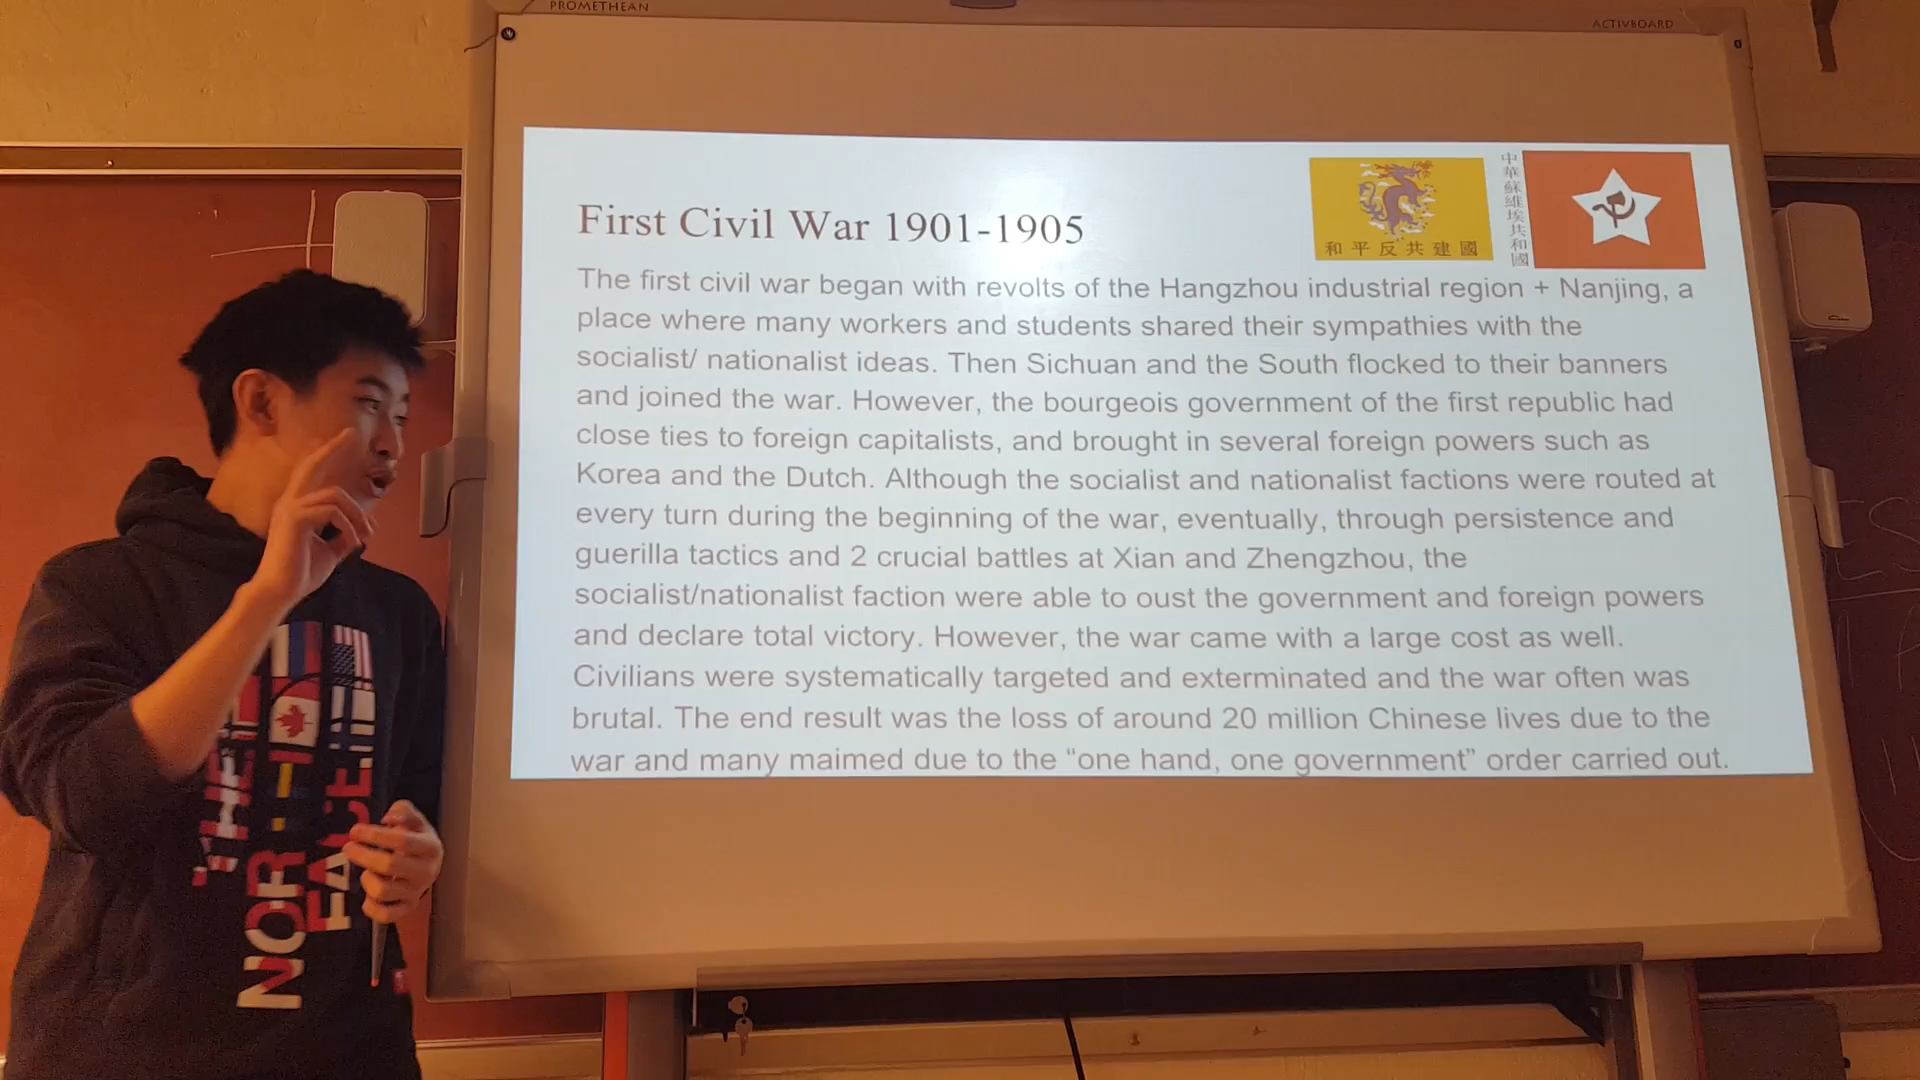 PROMETHEAN
ACTIVBOARD
First Civil War 1901-1905
和平反共建國
中華蘇維埃共和國
The first civil war began with revolts of the Hangzhou industrial region + Nanjing, a
place where many workers and students shared their sympathies with the
socialist/ nationalist ideas. Then Sichuan and the South flocked to their banners
and joined the war. However, the bourgeois government of the first republic had
close ties to foreign capitalists, and brought in several foreign powers such as
Korea and the Dutch. Although the socialist and nationalist factions were routed at
every turn during the beginning of the war, eventually, through persistence and
guerilla tactics and 2 crucial battles at Xian and Zhengzhou, the
socialist/nationalist faction were able to oust the government and foreign powers
and declare total victory. However, the war came with a large cost as well.
Civilians were systematically targeted and exterminated and the war often was
brutal. The end result was the loss of around 20 million Chinese lives due to the
war and many maimed due to the “one hand, one government” order carried out.
THE
NOR
FACE